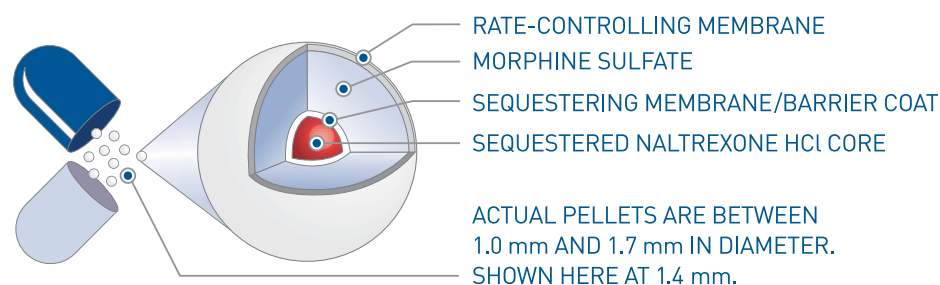 RATE-CONTROLLING MEMBRANE
MORPHINE SULFATE
SEQUESTERING MEMBRANE/BARRIER COAT
SEQUESTERED NALTREXONE HCl CORE
ACTUAL PELLETS ARE BETWEEN
1.0 mm AND 1.7 mm IN DIAMETER.
SHOWN HERE AT 1.4 mm.